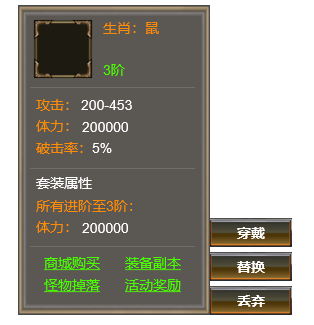 生肖：鼠
3阶
攻击： 200-453
体力： 200000
破击率：5%
套装属性
所有进阶至3阶：
体力： 200000
商城购买 装备副本
怪物掉落 活动奖励
穿戴
替换
丢弃